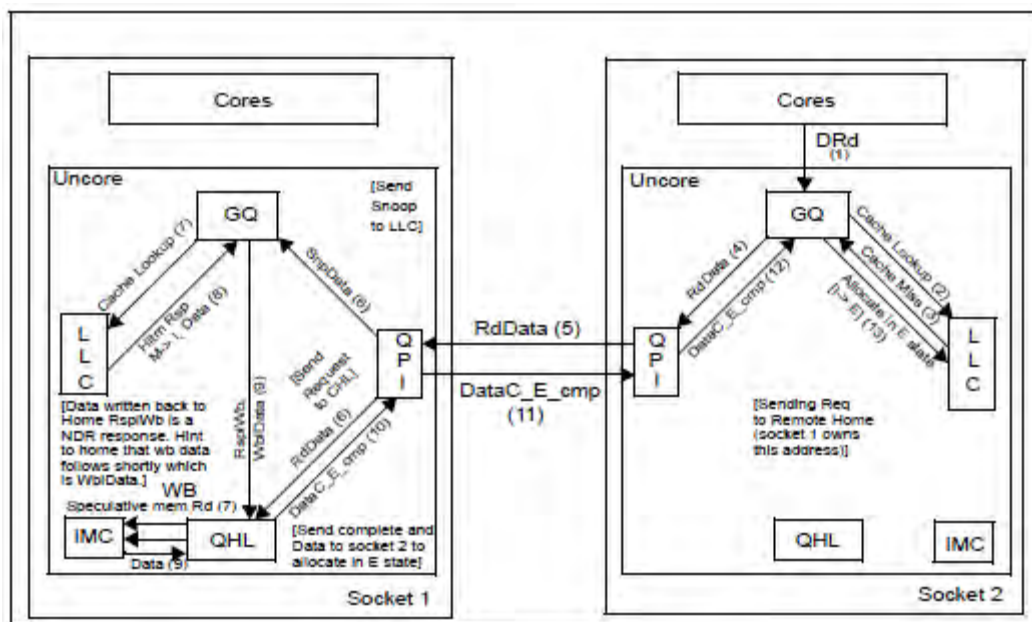 Cores
Uncore
GQ
[Send
Snoop
to LLC]
Cache Lookup (7)
Hitm Rsp
M-> I, Data (8)
SnpData (6)
L
L
C
Q
P
I
[Send
Request
to CHL]
RspIWb,
WbIData (9)
RdData (6)
DataC_E_cmp (10)
[Data written back to
Home RspIWb is a
NDR response. Hint
to home that wb data
follows shortly which
is WbIData.]
WB
Speculative mem Rd (7)
IMC
QHL
Data (9)
[Send complete and
Data to socket 2 to
allocate in E state]
Socket 1
RdData (5)
DataC_E_cmp
(11)
Cores
DRd
(1)
Uncore
GQ
Cache Lookup (2)
Cache Miss (3)
Allocate in E state
[I-> E] (13)
RdData (4)
DataC_E_cmp (12)
Q
P
I
L
L
C
[Sending Req
to Remote Home
(socket 1 owns
this address)]
QHL
IMC
Socket 2